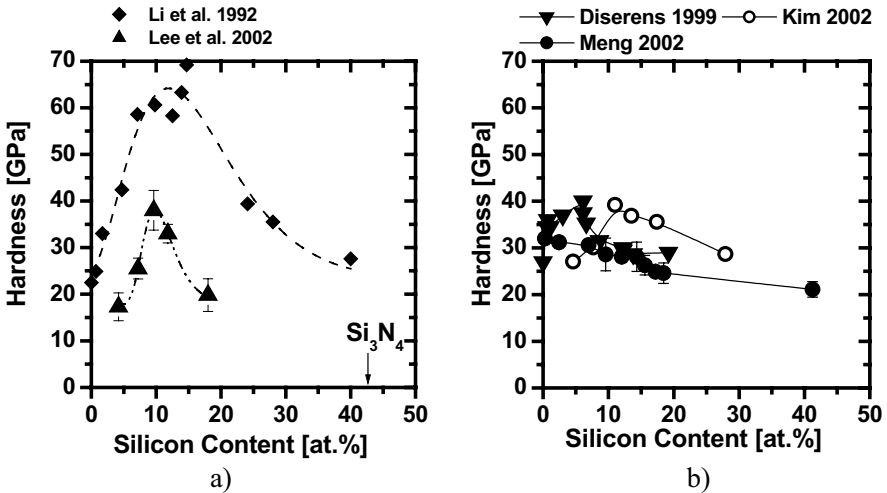 Li et al. 1992
Lee et al. 2002
70
60
50
40
30
20
10
0
Hardness [GPa]
Si3N4
0 10 20 30 40 50
Silicon Content [at.%]
a)
Diserens 1999 Kim 2002
Meng 2002
70
60
50
40
30
20
10
0
Hardness [GPa]
0 10 20 30 40 50
Silicon Content [at.%]
b)